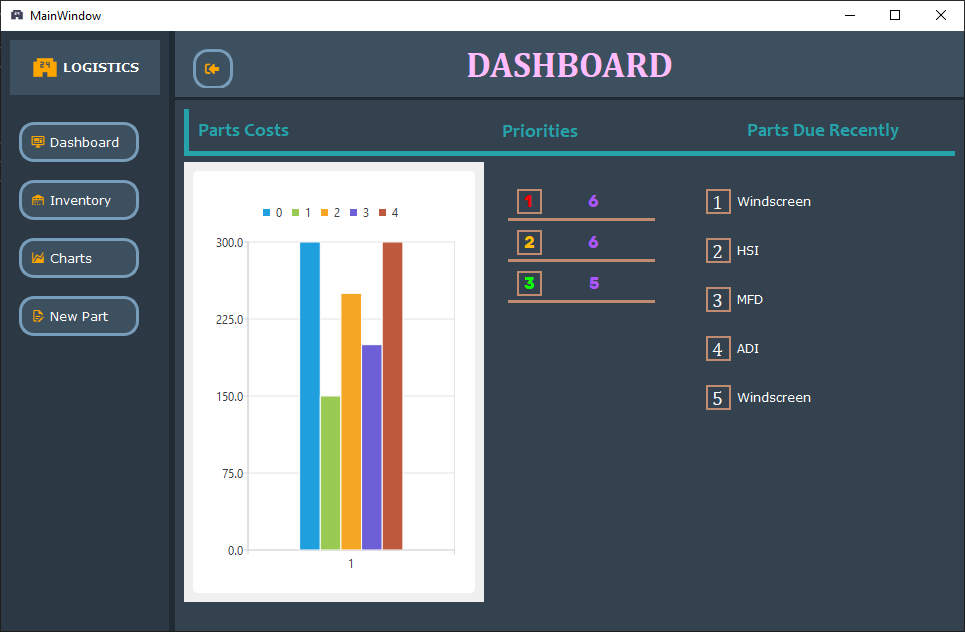 MainWindow
24 LOGISTICS
DASHBOARD
Dashboard
Inventory
Charts
New Part
Parts Costs
Priorities
Parts Due Recently
0 1 2 3 4
300.0
225.0
150.0
75.0
0.0
1
1 6
2 6
3 5
1 Windscreen
2 HSI
3 MFD
4 ADI
5 Windscreen